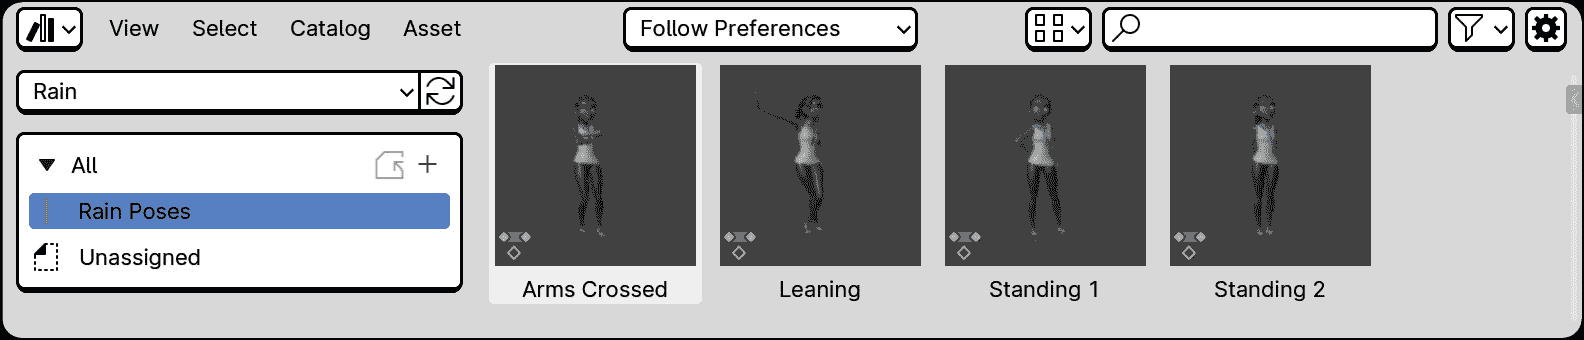 View Select Catalog Asset Follow Preferences
Rain
All
Rain Poses
Unassigned
Arms Crossed Leaning Standing 1 Standing 2